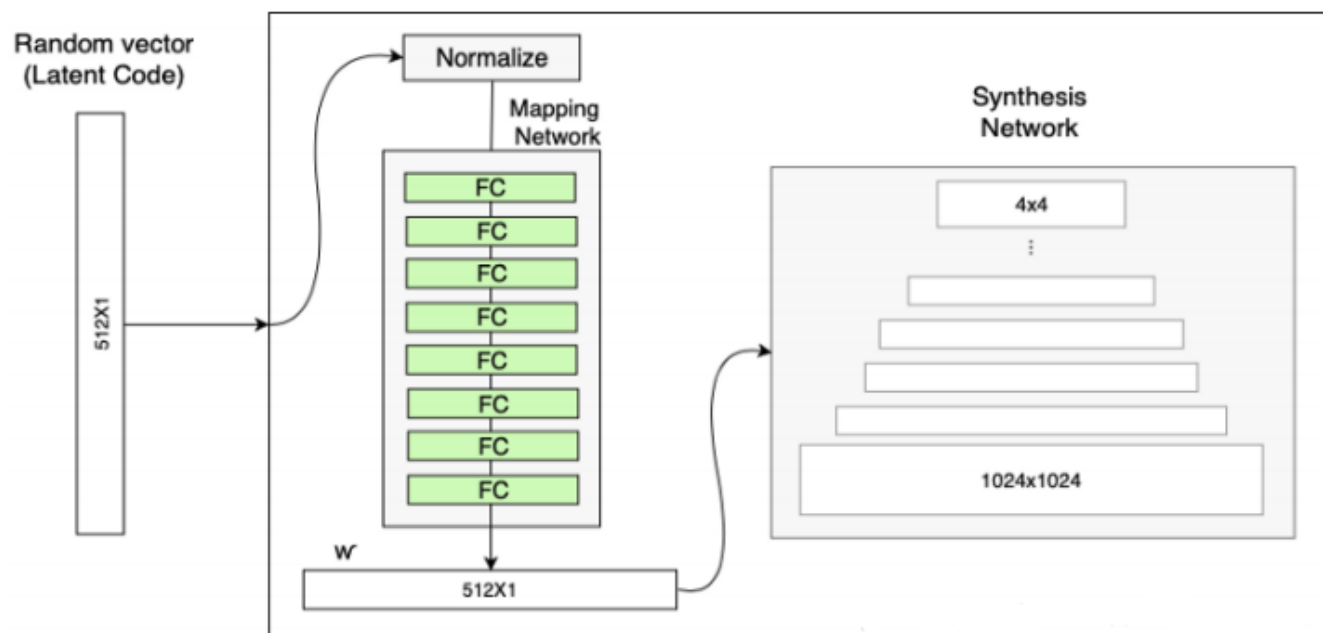 Random vector
(Latent Code)
512X1
Normalize
Mapping
Network
FC
FC
FC
FC
FC
FC
FC
FC
w
512X1
Synthesis
Network
4x4
...
1024x1024